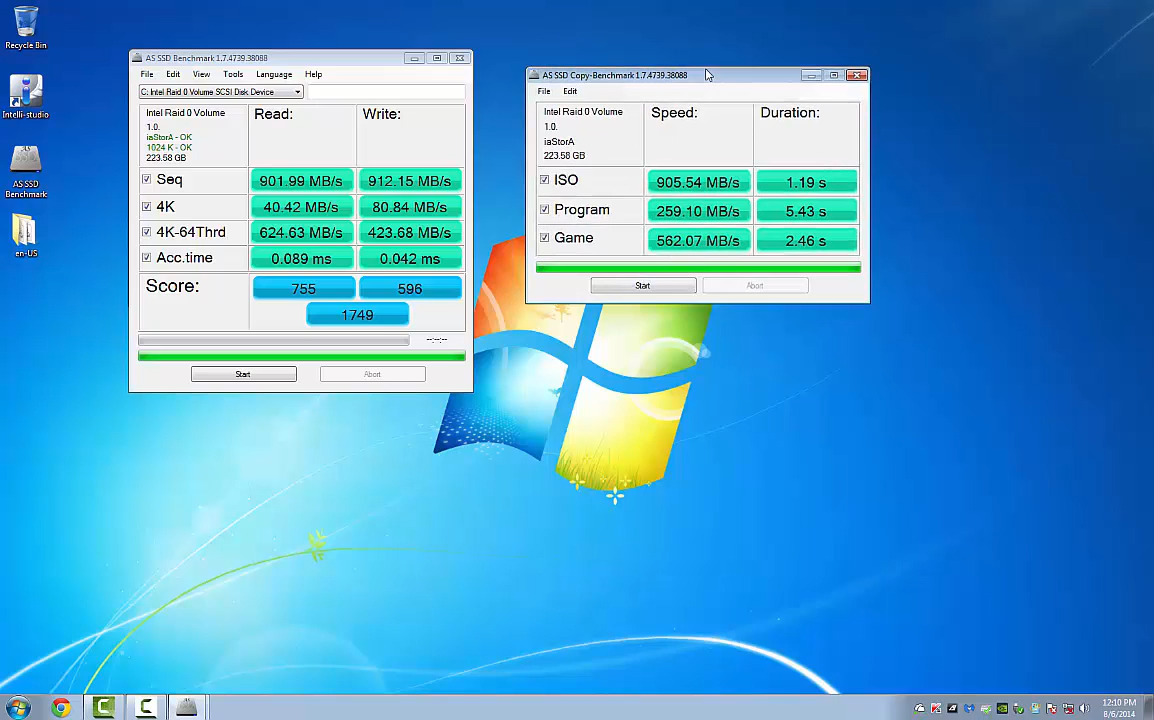 Recycle Bin
Intelli-studio
AS SSD
Benchmark
en-US
AS SSD Benchmark 1.7.4739.38088
File Edit View Tools Language Help
C: Intel Raid 0 Volume SCSI Disk Device
Intel Raid 0 Volume
1.0.
iaStorA - OK
1024 K - OK
223.58 GB
Read: Write:
Seq 901.99 MB/s 912.15 MB/s
4K 40.42 MB/s 80.84 MB/s
4K-64Thrd 624.63 MB/s 423.68 MB/s
Acc.time 0.089 ms 0.042 ms
Score: 755 596
1749
--:--:--
Start Abort
AS SSD Copy-Benchmark 1.7.4739.38088
File Edit
Intel Raid 0 Volume
1.0.
iaStorA
223.58 GB
Speed: Duration:
ISO 905.54 MB/s 1.19 s
Program 259.10 MB/s 5.43 s
Game 562.07 MB/s 2.46 s
Start Abort
12:10 PM
8/6/2014